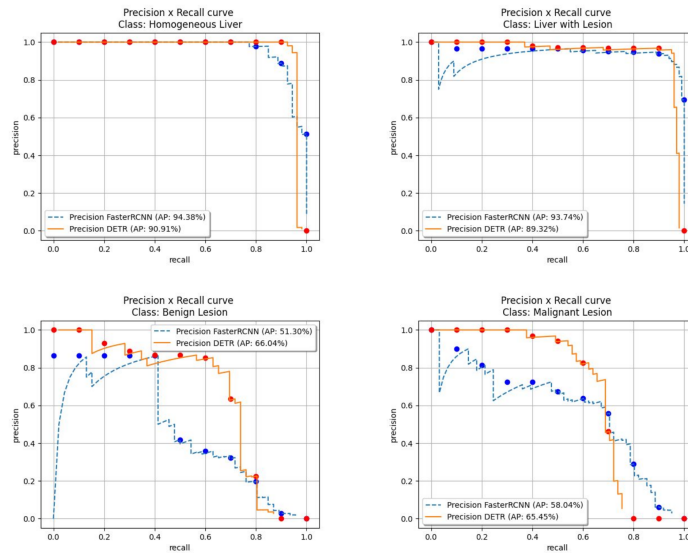 Precision x Recall curve
Class: Homogeneous Liver
precision
1.0
0.8
0.6
0.4
0.2
0.0
Precision FasterRCNN (AP: 94.38%)
Precision DETR (AP: 90.91%)
0.0 0.2 0.4 0.6 0.8 1.0
recall
Precision x Recall curve
Class: Liver with Lesion
precision
1.0
0.8
0.6
0.4
0.2
0.0
Precision FasterRCNN (AP: 93.74%)
Precision DETR (AP: 89.32%)
0.0 0.2 0.4 0.6 0.8 1.0
recall
Precision x Recall curve
Class: Benign Lesion
precision
1.0
0.8
0.6
0.4
0.2
0.0
Precision FasterRCNN (AP: 51.30%)
Precision DETR (AP: 66.04%)
0.0 0.2 0.4 0.6 0.8 1.0
recall
Precision x Recall curve
Class: Malignant Lesion
precision
1.0
0.8
0.6
0.4
0.2
0.0
Precision FasterRCNN (AP: 58.04%)
Precision DETR (AP: 65.45%)
0.0 0.2 0.4 0.6 0.8 1.0
recall